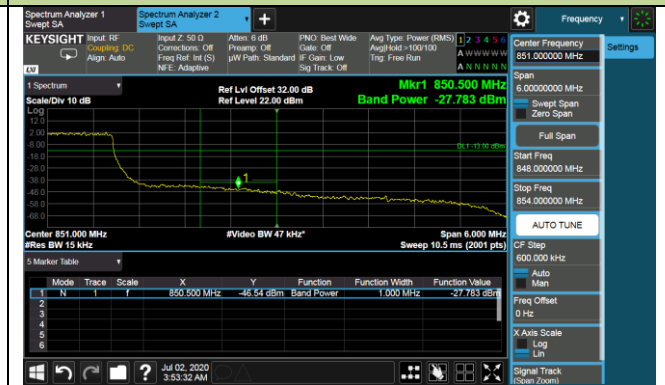 Spectrum Analyzer 1
Swept SA
Spectrum Analyzer 2
Swept SA
+
Frequency
KEYSIGHT
Input: RF
Coupling: DC
Align: Auto
Input Z: 50 Ω
Corrections: Off
Freq Ref: Int (S)
NFE: Adaptive
Atten: 6 dB
Preamp: Off
µW Path: Standard
PNO: Best Wide
Gate: Off
IF Gain: Low
Sig Track: Off
Avg Type: Power (RMS)
Avg|Hold:>100/100
Trig: Free Run
1 2 3 4 5 6
A W W W W W
A N N N N N
LXI
1 Spectrum
Scale/Div 10 dB
Ref Lvl Offset 32.00 dB
Ref Level 22.00 dBm
Mkr1 850.500 MHz
Band Power -27.783 dBm
Log
12.0
2.00
-8.00
-18.0
-28.0
-38.0
-48.0
-58.0
-68.0
DL1 -13.00 dBm
1
Center 851.000 MHz
#Res BW 15 kHz
#Video BW 47 kHz*
Span 6.000 MHz
Sweep 10.5 ms (2001 pts)
5 Marker Table
Mode Trace Scale X Y Function Function Width Function Value
1 N 1 f 850.500 MHz -46.54 dBm Band Power 1.000 MHz -27.783 dBm
2
3
4
5
6
Jul 02, 2020
3:53:32 AM
?
Center Frequency
851.000000 MHz
Settings
Span
6.00000000 MHz
Swept Span
Zero Span
Full Span
Start Freq
848.000000 MHz
Stop Freq
854.000000 MHz
AUTO TUNE
CF Step
600.000 kHz
Auto
Man
Freq Offset
0 Hz
X Axis Scale
Log
Lin
Signal Track
(Span Zoom)